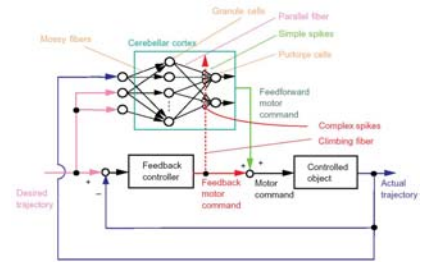 Granule cells
Parallel fiber
Mossy fibers
Simple spikes
Cerebellar cortex
Purkinje cells
Feedforward
motor
command
Complex spikes
Climbing fiber
Feedback
controller
Controlled
object
Desired
trajectory
+
−
Feedback
motor
command
+
+
Motor
command
Actual
trajectory